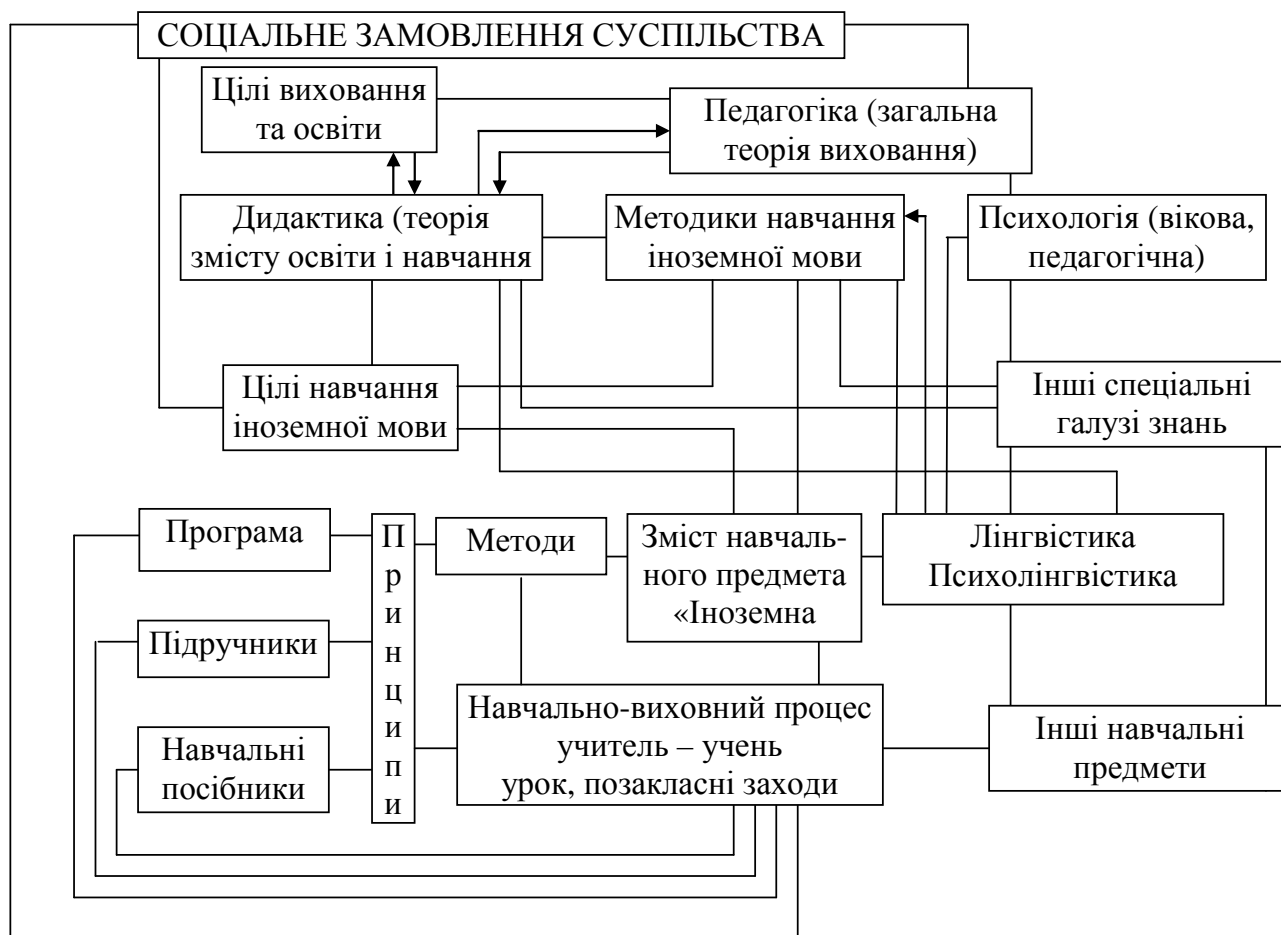 СОЦІАЛЬНЕ ЗАМОВЛЕННЯ СУСПІЛЬСТВА
Цілі виховання
та освіти
Педагогіка (загальна
теорія виховання)
Дидактика (теорія
змісту освіти і навчання
Методики навчання
іноземної мови
Психологія (вікова,
педагогічна)
Цілі навчання
іноземної мови
Інші спеціальні
галузі знань
Програма
Підручники
Навчальні
посібники
П
р
и
н
ц
и
п
и
Методи
Зміст навчаль-
ного предмета
«Іноземна
Лінгвістика
Психолінгвістика
Навчально-виховний процес
учитель – учень
урок, позакласні заходи
Інші навчальні
предмети